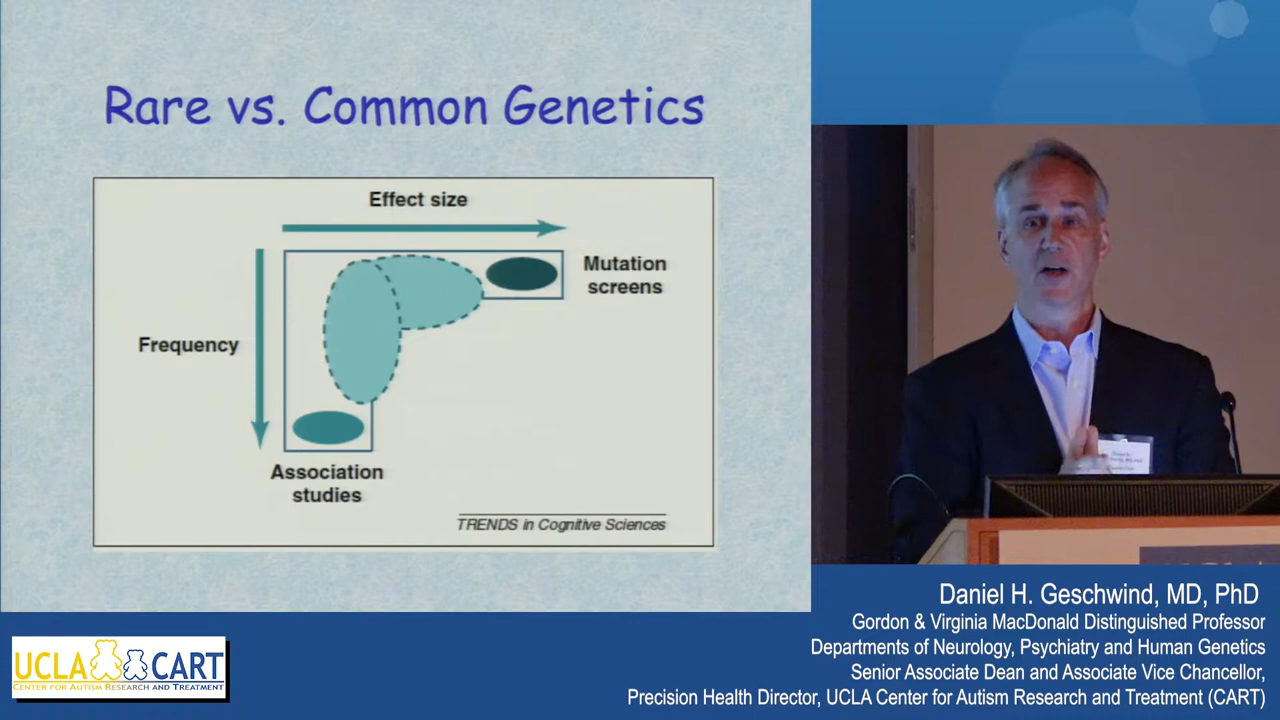 Rare vs. Common Genetics
Effect size
Mutation
screens
Frequency
Association
studies
TRENDS in Cognitive Sciences
Daniel H. Geschwind, MD, PhD
Gordon & Virginia MacDonald Distinguished Professor
Departments of Neurology, Psychiatry and Human Genetics
Senior Associate Dean and Associate Vice Chancellor,
Precision Health Director, UCLA Center for Autism Research and Treatment (CART)
UCLA CART
CENTER FOR AUTISM RESEARCH AND TREATMENT